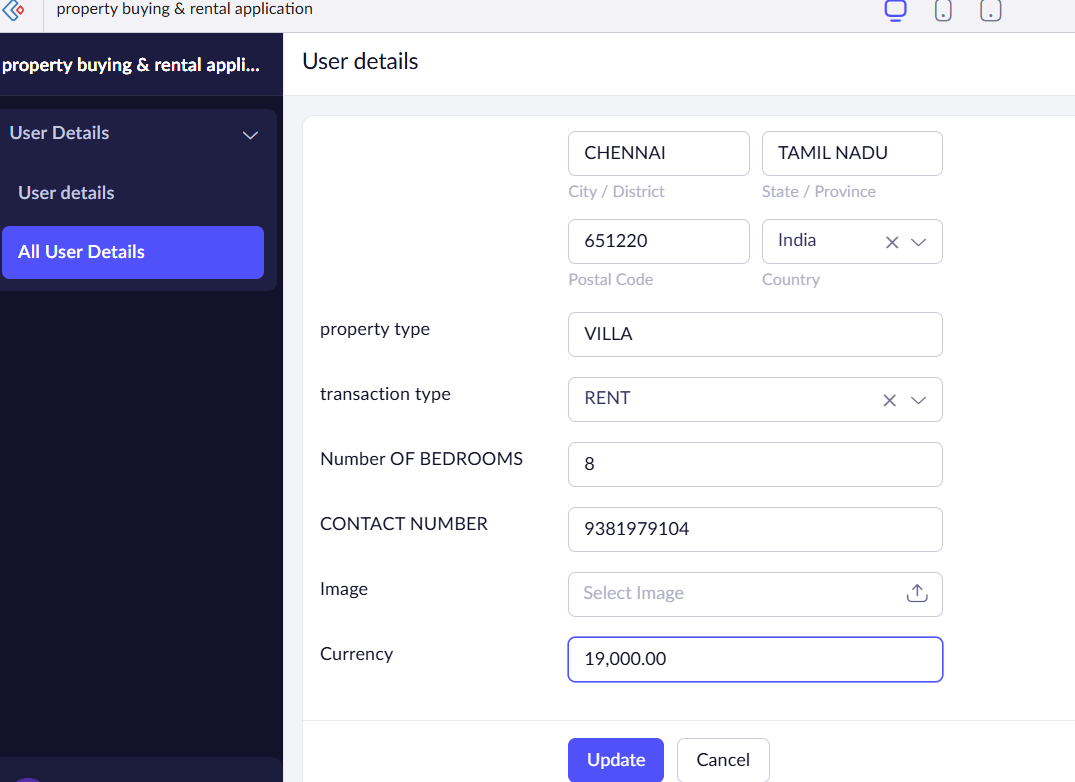 property buying & rental application
property buying & rental appli...
User details
User Details
User details
All User Details
CHENNAI
TAMIL NADU
City / District
State / Province
651220
India
Postal Code
Country
property type
VILLA
transaction type
RENT
Number OF BEDROOMS
8
CONTACT NUMBER
9381979104
Image
Select Image
Currency
19,000.00
Update
Cancel